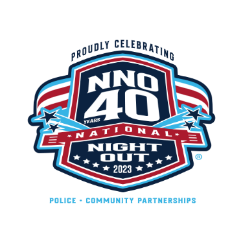 PROUDLY CELEBRATING
NNO
40
YEARS
• NATIONAL •
NIGHT
OUT
2023
®
POLICE • COMMUNITY PARTNERSHIPS